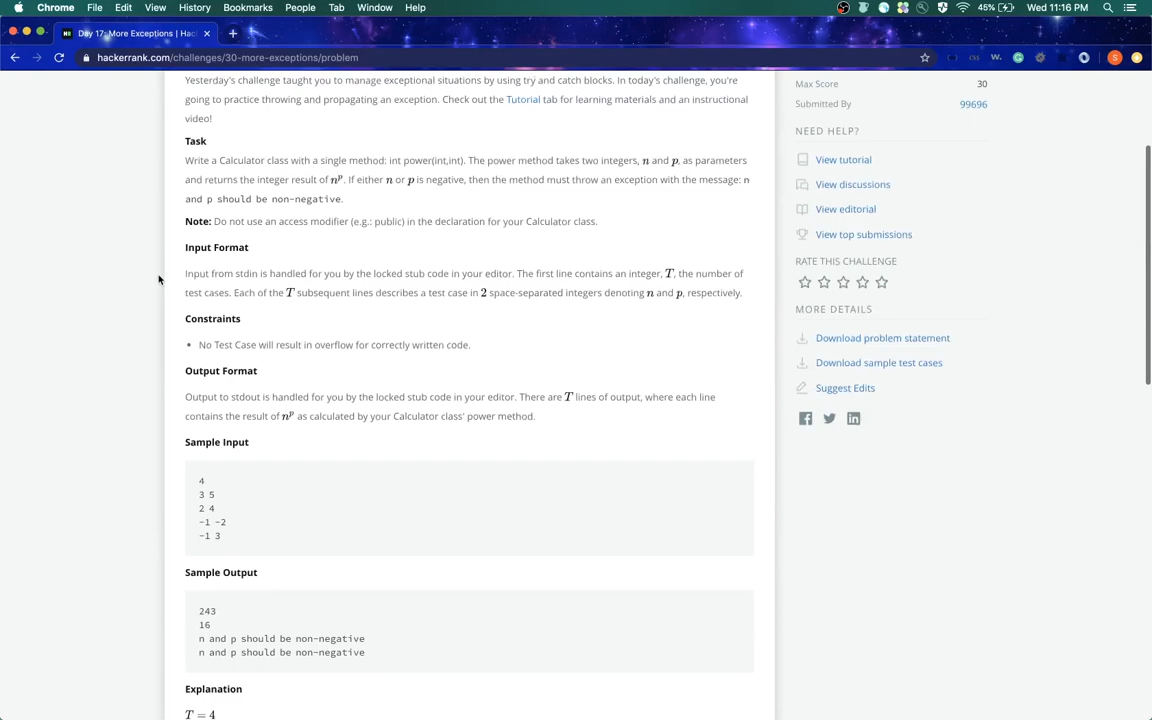 Chrome File Edit View History Bookmarks People Tab Window Help 45% Wed 11:16 PM
Day 17: More Exceptions | Hac
hackerrank.com/challenges/30-more-exceptions/problem
Yesterday's challenge taught you to manage exceptional situations by using try and catch blocks. In today's challenge, you're
going to practice throwing and propagating an exception. Check out the Tutorial tab for learning materials and an instructional
video!
Task
Write a Calculator class with a single method: int power(int,int). The power method takes two integers, n and p, as parameters
and returns the integer result of n^p. If either n or p is negative, then the method must throw an exception with the message: n
and p should be non-negative.
Note: Do not use an access modifier (e.g.: public) in the declaration for your Calculator class.
Input Format
Input from stdin is handled for you by the locked stub code in your editor. The first line contains an integer, T, the number of
test cases. Each of the T subsequent lines describes a test case in 2 space-separated integers denoting n and p, respectively.
Constraints
• No Test Case will result in overflow for correctly written code.
Output Format
Output to stdout is handled for you by the locked stub code in your editor. There are T lines of output, where each line
contains the result of n^p as calculated by your Calculator class' power method.
Sample Input
4
3 5
2 4
-1 -2
-1 3
Sample Output
243
16
n and p should be non-negative
n and p should be non-negative
Explanation
T = 4
Max Score 30
Submitted By 99696
NEED HELP?
View tutorial
View discussions
View editorial
View top submissions
RATE THIS CHALLENGE
MORE DETAILS
Download problem statement
Download sample test cases
Suggest Edits